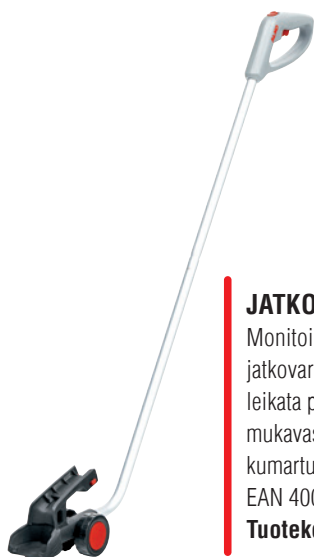 JATKO
Monitoi
jatkovar
leikata p
mukavas
kumartu
EAN 400
Tuoteko